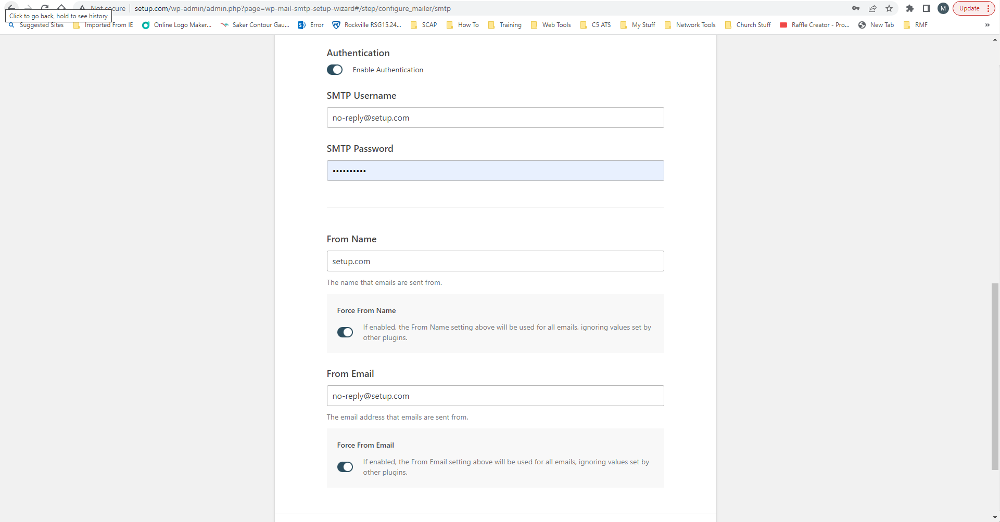 Not secure
setup.com/wp-admin/admin.php?page=wp-mail-smtp-setup-wizard#/step/configure_mailer/smtp
M
Update
Click to go back, hold to see history
Suggested Sites
Imported From IE
Online Logo Maker...
Saker Contour Gau...
Error
Rockville RSG15.24...
SCAP
How To
Training
Web Tools
C5 ATS
My Stuff
Network Tools
Church Stuff
Raffle Creator - Pro...
New Tab
RMF
»
Authentication
Enable Authentication
SMTP Username
no-reply@setup.com
SMTP Password
••••••••••
From Name
setup.com
The name that emails are sent from.
Force From Name
If enabled, the From Name setting above will be used for all emails, ignoring values set by
other plugins.
From Email
no-reply@setup.com
The email address that emails are sent from.
Force From Email
If enabled, the From Email setting above will be used for all emails, ignoring values set by
other plugins.